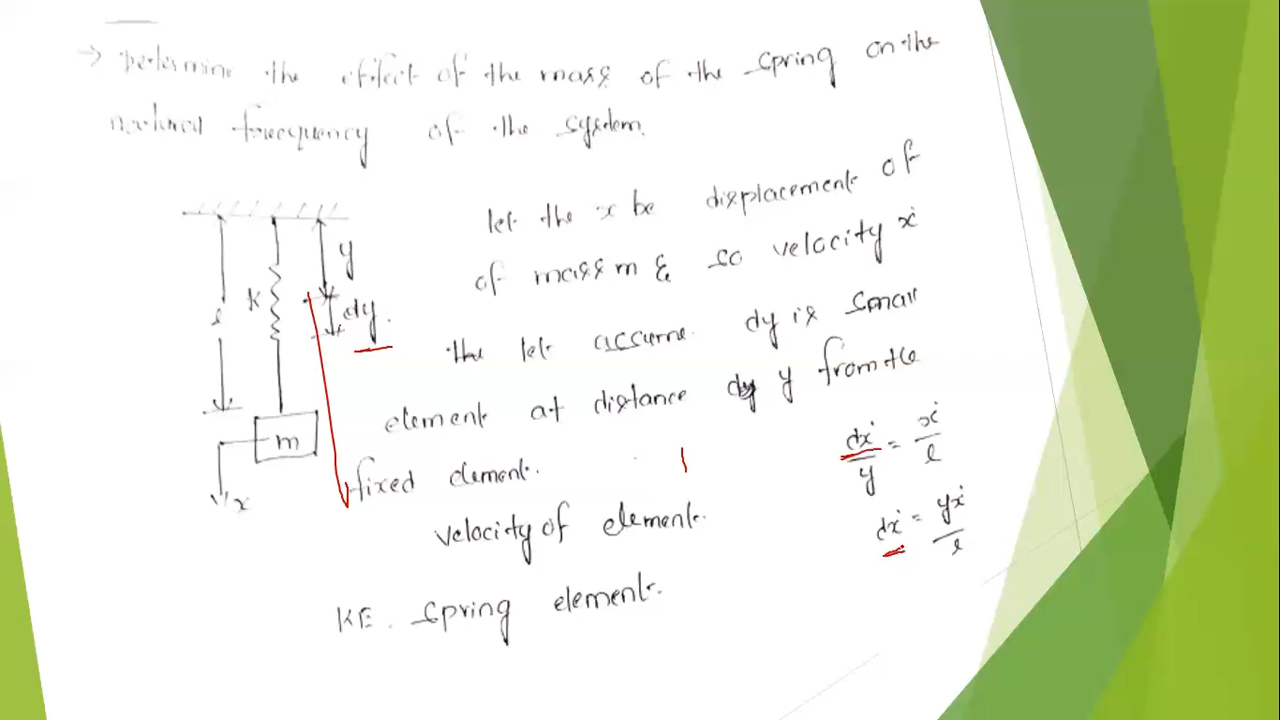 → Determine the effect of the mass of the spring on the
natural frequency of the system.
let the x be displacement of
of mass m & so velocity ẋ
the let assume dy is small
element at distance dy y from the
fixed element.
velocity of element.
KE. spring element.
y
K
dy.
l
m
x
dẋ/y = ẋ/l
dẋ = yẋ/l